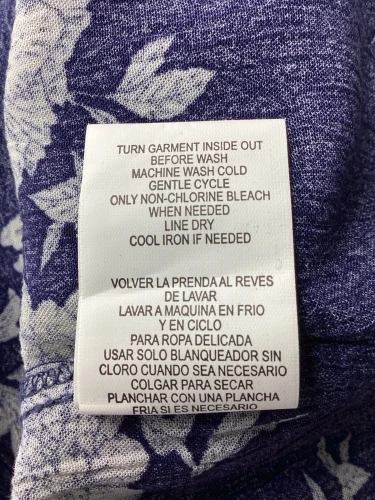 TURN GARMENT INSIDE OUT
BEFORE WASH
MACHINE WASH COLD
GENTLE CYCLE
ONLY NON-CHLORINE BLEACH
WHEN NEEDED
LINE DRY
COOL IRON IF NEEDED
VOLVER LA PRENDA AL REVES
DE LAVAR
LAVAR A MAQUINA EN FRIO
Y EN CICLO
PARA ROPA DELICADA
USAR SOLO BLANQUEADOR SIN
CLORO CUANDO SEA NECESARIO
COLGAR PARA SECAR
PLANCHAR CON UNA PLANCHA
FRIA SI ES NECESARIO